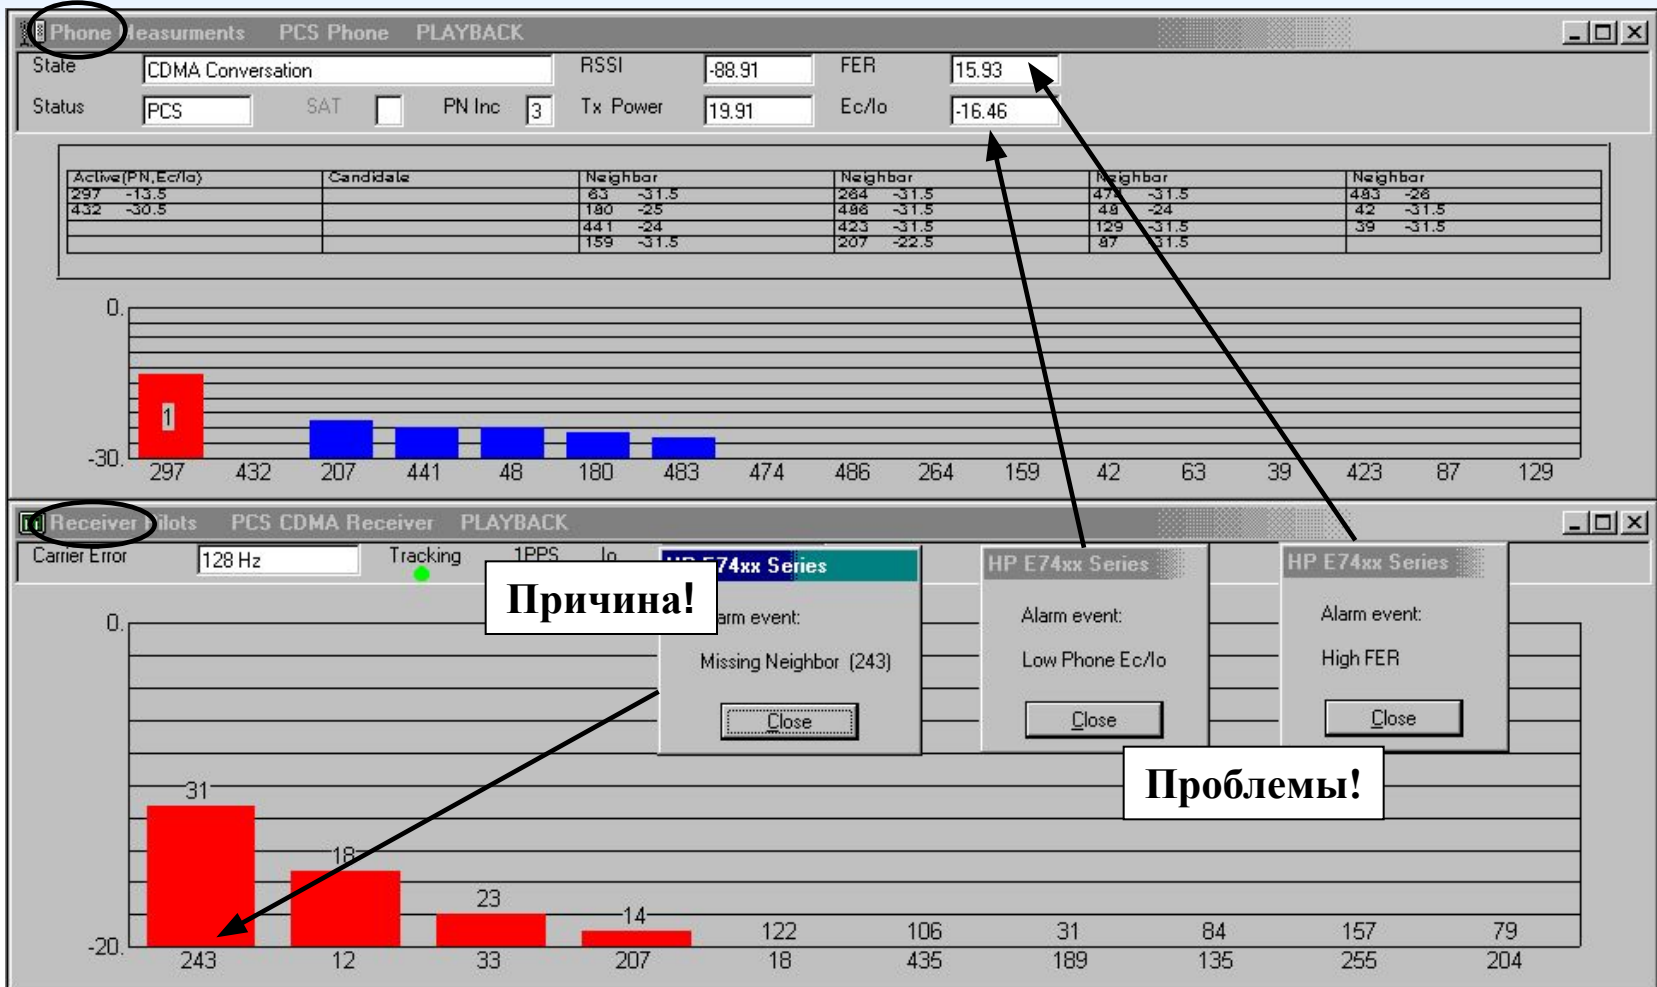 Phone Measurments PCS Phone PLAYBACK
State CDMA Conversation RSSI -88.91 FER 15.93
Status PCS SAT PN Inc 3 Tx Power 19.91 Ec/Io -16.46
Active(PN,Ec/Io) Candidate Neighbor Neighbor Neighbor Neighbor
297 -13.5 63 -31.5 264 -31.5 474 -31.5 483 -26
432 -30.5 180 -25 486 -31.5 48 -24 42 -31.5
441 -24 423 -31.5 129 -31.5 39 -31.5
159 -31.5 207 -22.5 87 -31.5
0.
1
-30.
297 432 207 441 48 180 483 474 486 264 159 42 63 39 423 87 129
Receiver Pilots PCS CDMA Receiver PLAYBACK
Carrier Error 128 Hz Tracking 1PPS Io
HP E74xx Series
Alarm event:
Missing Neighbor (243)
Close
HP E74xx Series
Alarm event:
Low Phone Ec/Io
Close
HP E74xx Series
Alarm event:
High FER
Close
Причина!
Проблемы!
0.
31 18 23 14 122 106 31 84 157 79
-20.
243 12 33 207 18 435 189 135 255 204